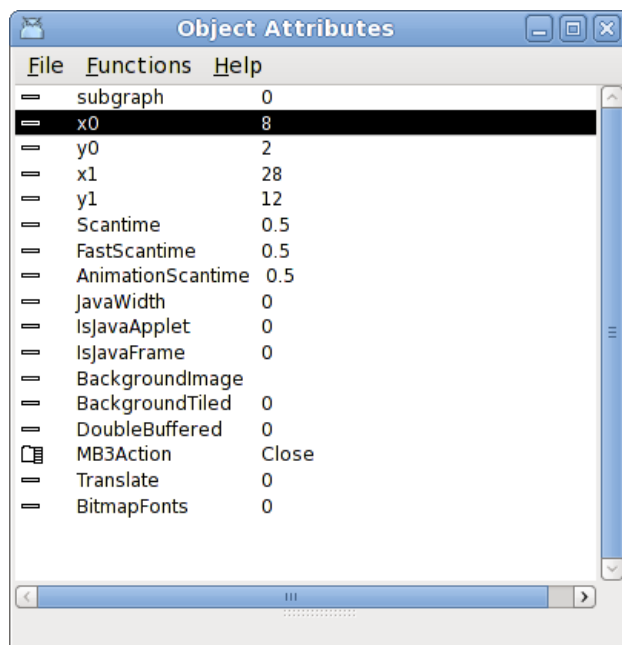 Object Attributes
File Functions Help
subgraph 0
x0 8
y0 2
x1 28
y1 12
Scantime 0.5
FastScantime 0.5
AnimationScantime 0.5
JavaWidth 0
IsJavaApplet 0
IsJavaFrame 0
BackgroundImage
BackgroundTiled 0
DoubleBuffered 0
MB3Action Close
Translate 0
BitmapFonts 0